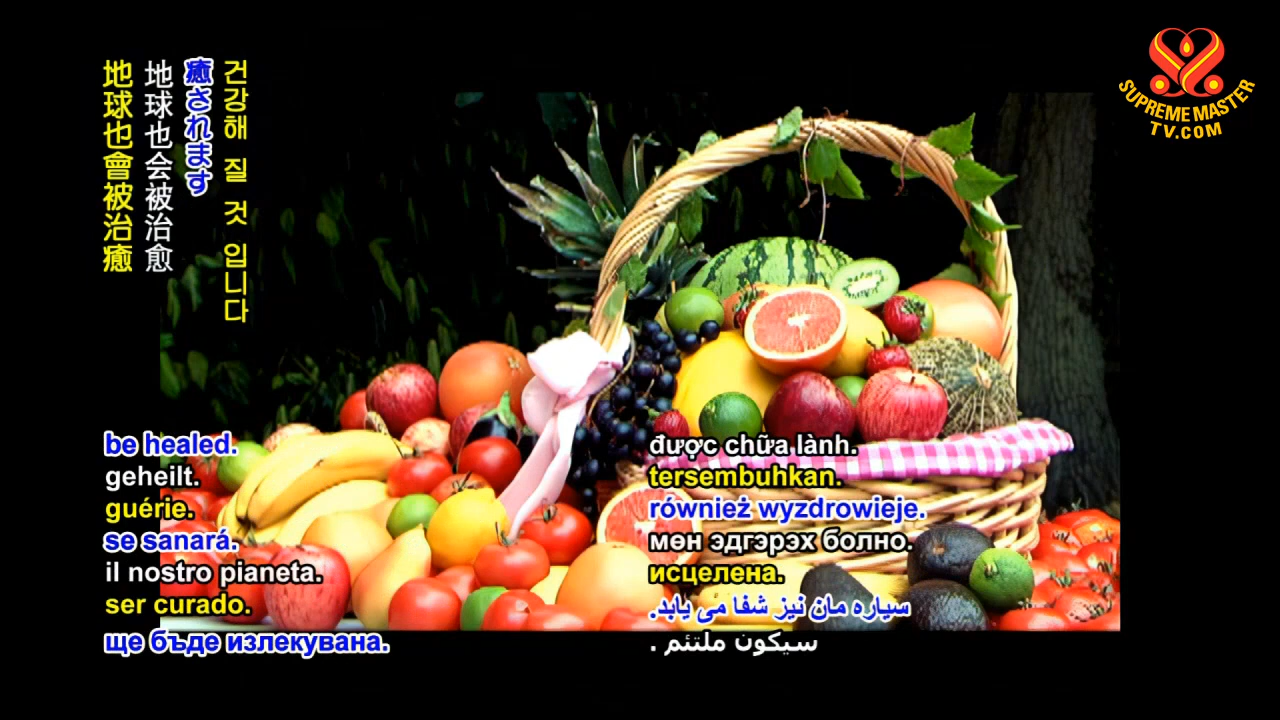 地球也會被治癒
地球也会被治愈
癒されます
건강해 질 것 입니다
SUPREME MASTER
TV.COM
be healed.
geheilt.
guérie.
se sanará.
il nostro pianeta.
ser curado.
ще бъде излекувана.
được chữa lành.
tersembuhkan.
również wyzdrowieje.
мөн эдгэрэх болно.
исцелена.
سیاره مان نیز شفا می یابد.
سيكون ملتئم .